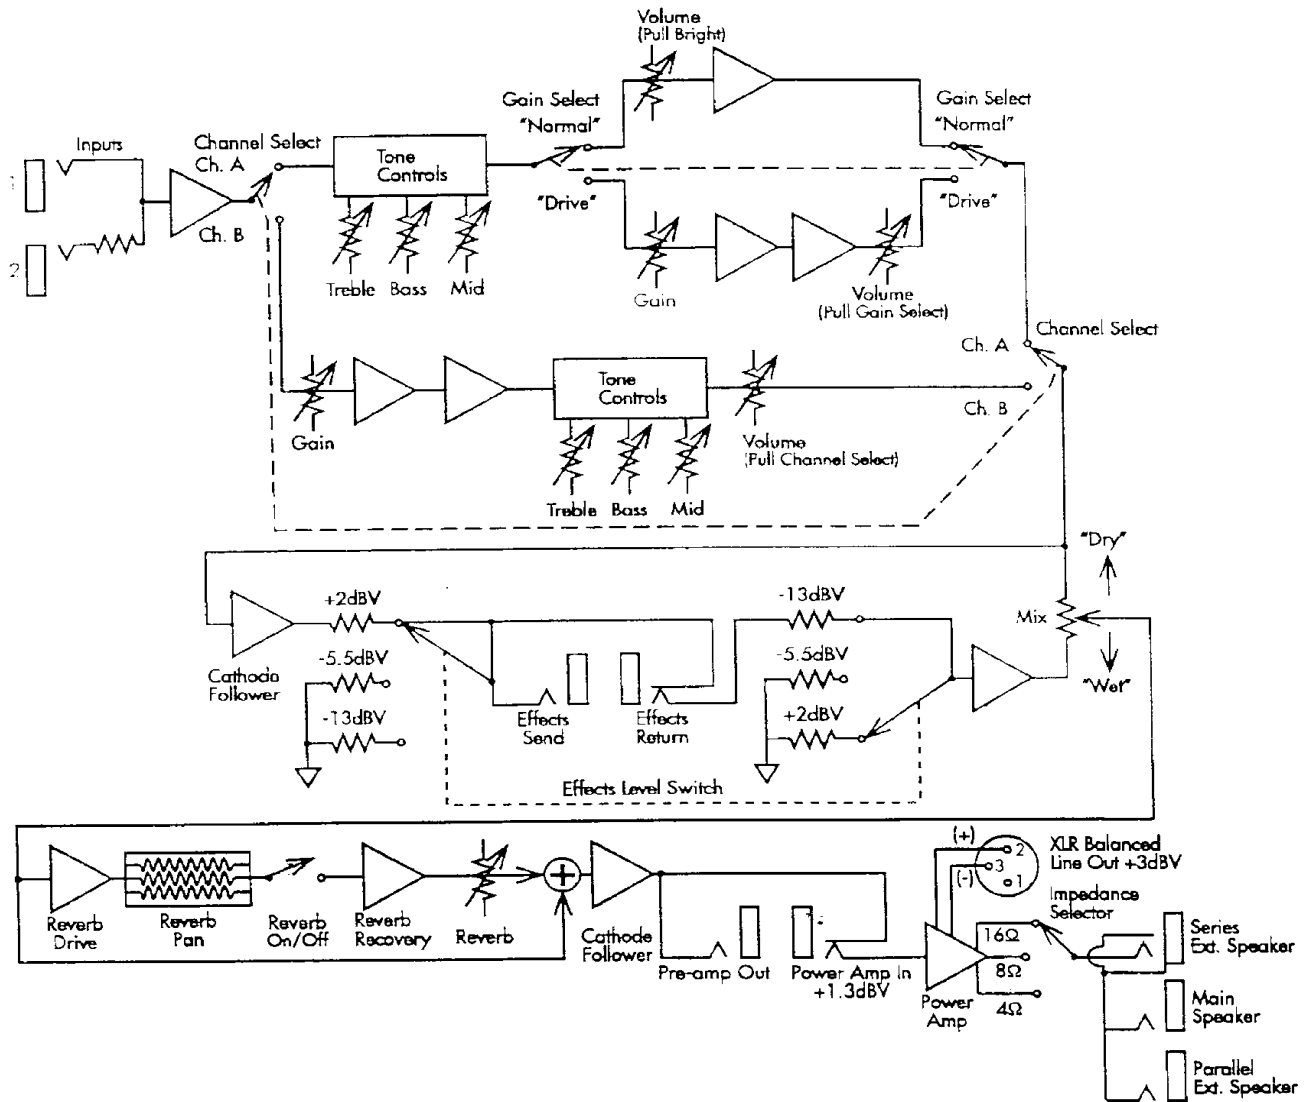 Volume
(Pull Bright)
Gain Select
"Normal"
Gain Select
"Normal"
Inputs
Channel Select
Ch. A
Tone
Controls
1
"Drive"
"Drive"
Ch. B
2
Treble
Bass
Mid
Gain
Volume
(Pull Gain Select)
Channel Select
Ch. A
Tone
Controls
Ch. B
Gain
Volume
(Pull Channel Select)
Treble
Bass
Mid
"Dry"
+2dBV
-13dBV
Mix
-5.5dBV
-5.5dBV
Cathode
Follower
"Wet"
-13dBV
+2dBV
Effects
Send
Effects
Return
Effects Level Switch
(+)
2
3
1
(-)
XLR Balanced
Line Out +3dBV
Impedance
Selector
Reverb
Drive
Reverb
Pan
Reverb
On/Off
Reverb
Recovery
Reverb
Cathode
Follower
16Ω
Series
Ext. Speaker
Pre-amp Out
Power Amp In
+1.3dBV
8Ω
Power
Amp
4Ω
Main
Speaker
Parallel
Ext. Speaker